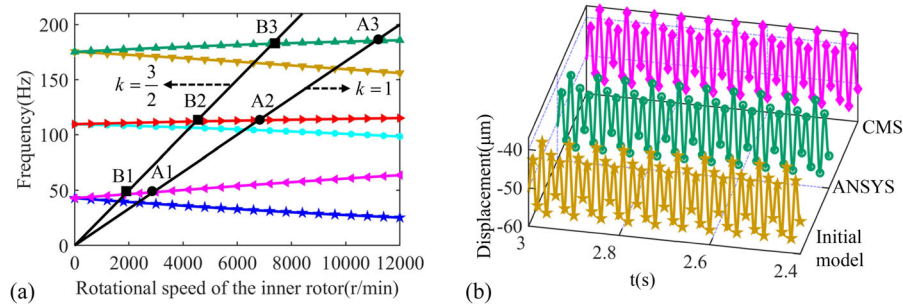 Frequency(Hz)
200
150
100
50
0
0 2000 4000 6000 8000 10000 12000
Rotational speed of the inner rotor(r/min)
B3
A3
k = 3/2
k = 1
B2
A2
B1
A1
(a)
Displacement(μm)
-40
-50
-60
3
2.8
2.6
2.4
t(s)
CMS
ANSYS
Initial
model
(b)